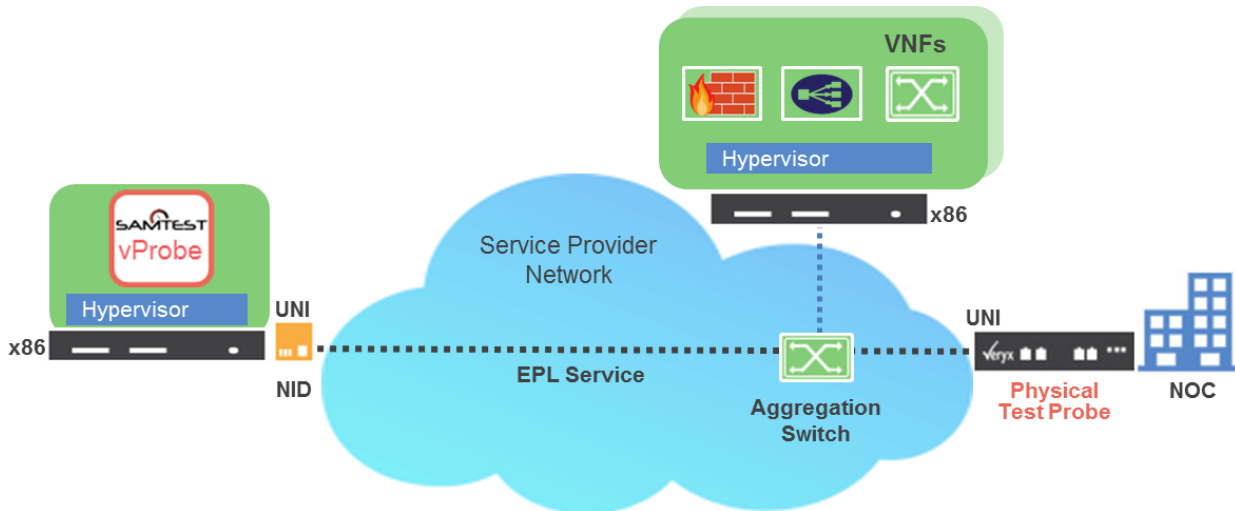 VNFs
Hypervisor
x86
SAMTEST
vProbe
Hypervisor
x86
UNI
NID
Service Provider
Network
EPL Service
Aggregation
Switch
UNI
veryx
Physical
Test Probe
NOC